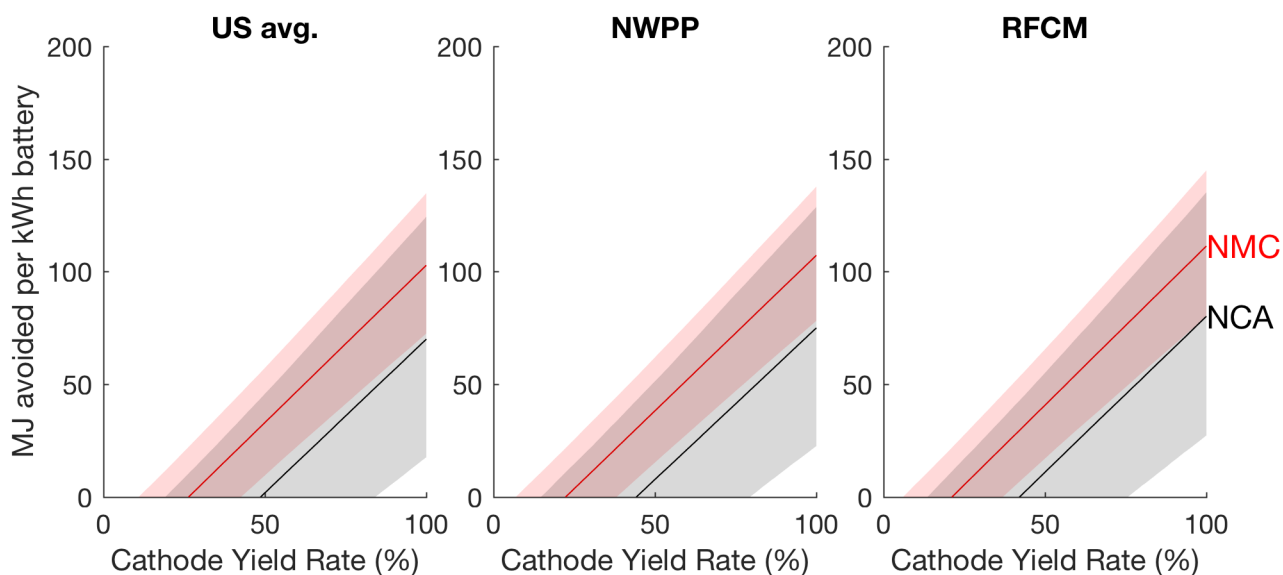 US avg.
NWPP
RFCM
MJ avoided per kWh battery
200
150
100
50
0
0 50 100
Cathode Yield Rate (%)
200
150
100
50
0
0 50 100
Cathode Yield Rate (%)
200
150
100
50
0
0 50 100
Cathode Yield Rate (%)
NMC
NCA